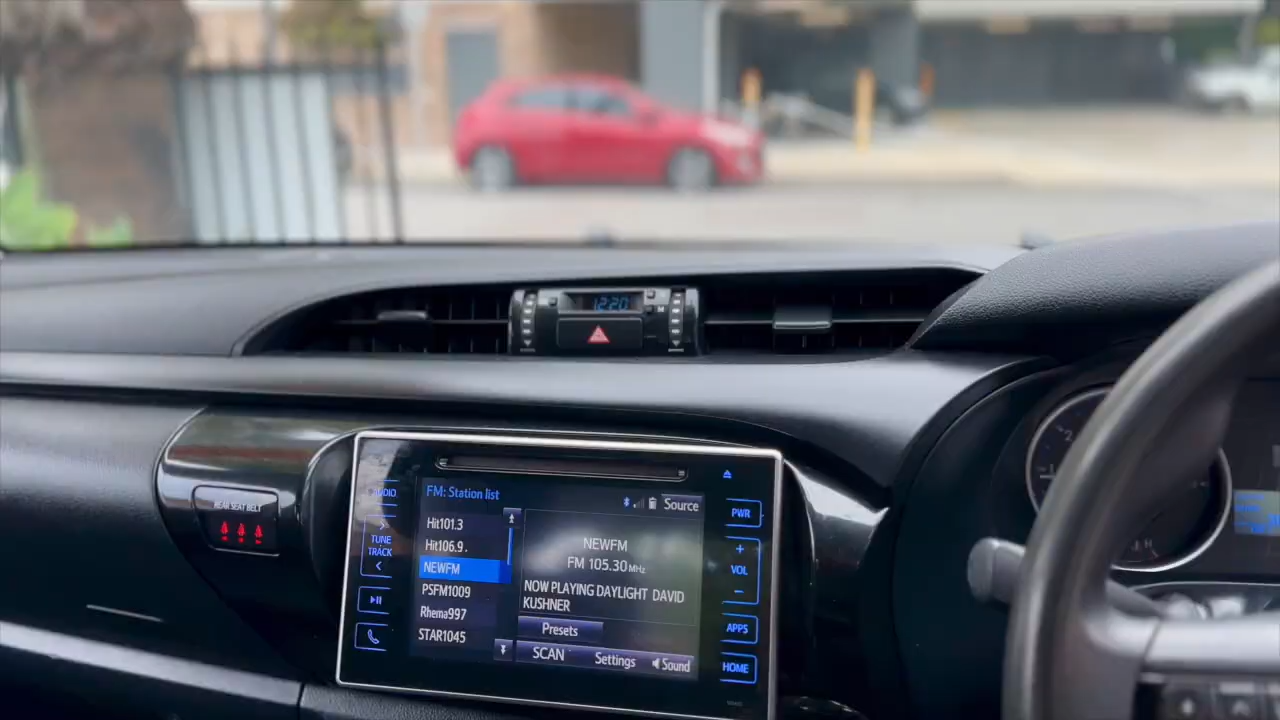 12:20
REAR SEAT BELT
AUDIO
TUNE
TRACK
FM: Station list
Source
Hit101.3
Hit106.9.
NEWFM
PSFM1009
Rhema997
STAR1045
NEWFM
FM 105.30MHz
NOW PLAYING DAYLIGHT DAVID
KUSHNER
Presets
SCAN
Settings
Sound
PWR
+
VOL
-
APPS
HOME